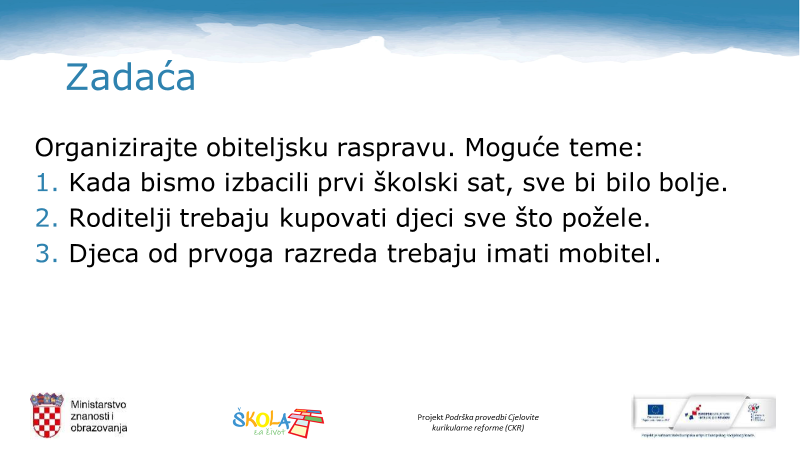 Zadaća
Organizirajte obiteljsku raspravu. Moguće teme:
1. Kada bismo izbacili prvi školski sat, sve bi bilo bolje.
2. Roditelji trebaju kupovati djeci sve što požele.
3. Djeca od prvoga razreda trebaju imati mobitel.
Ministarstvo
znanosti i
obrazovanja
ŠKOLA
za život
Projekt Podrška provedbi Cjelovite
kurikularne reforme (CKR)